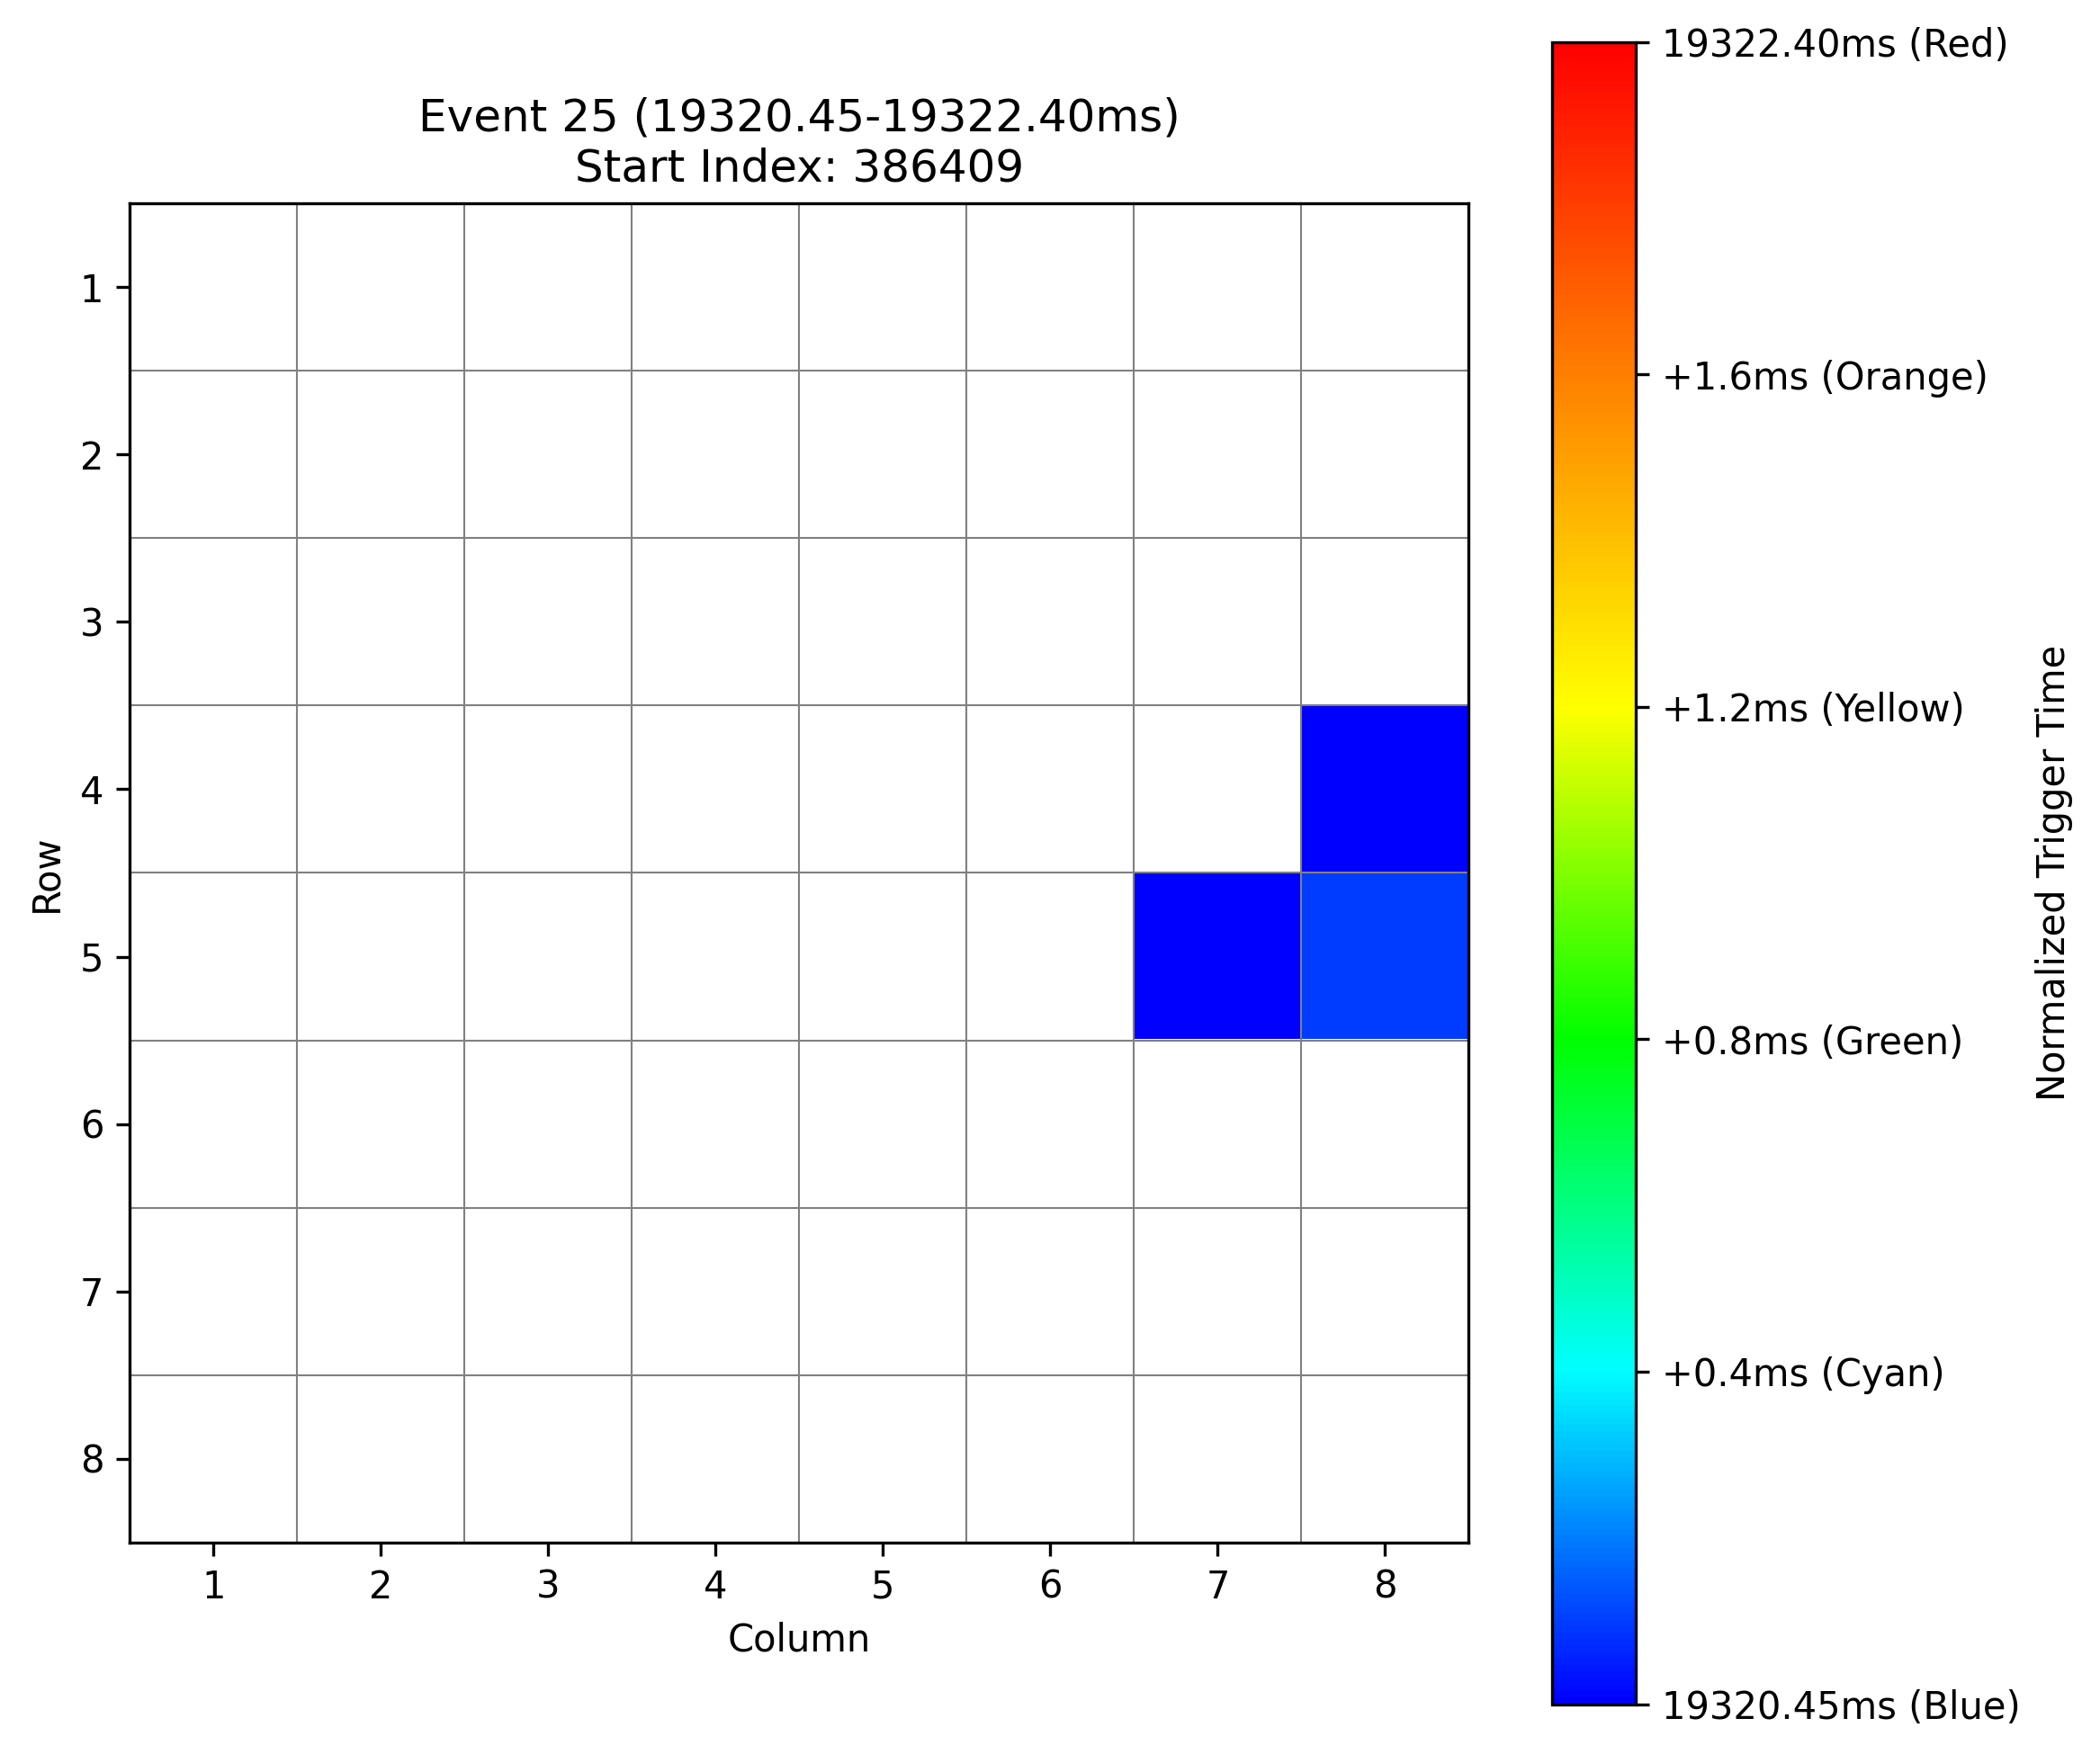 Event 25 (19320.45-19322.40ms)
Start Index: 386409
Row
1
2
3
4
5
6
7
8
1 2 3 4 5 6 7 8
Column
19322.40ms (Red)
+1.6ms (Orange)
+1.2ms (Yellow)
+0.8ms (Green)
+0.4ms (Cyan)
19320.45ms (Blue)
Normalized Trigger Time